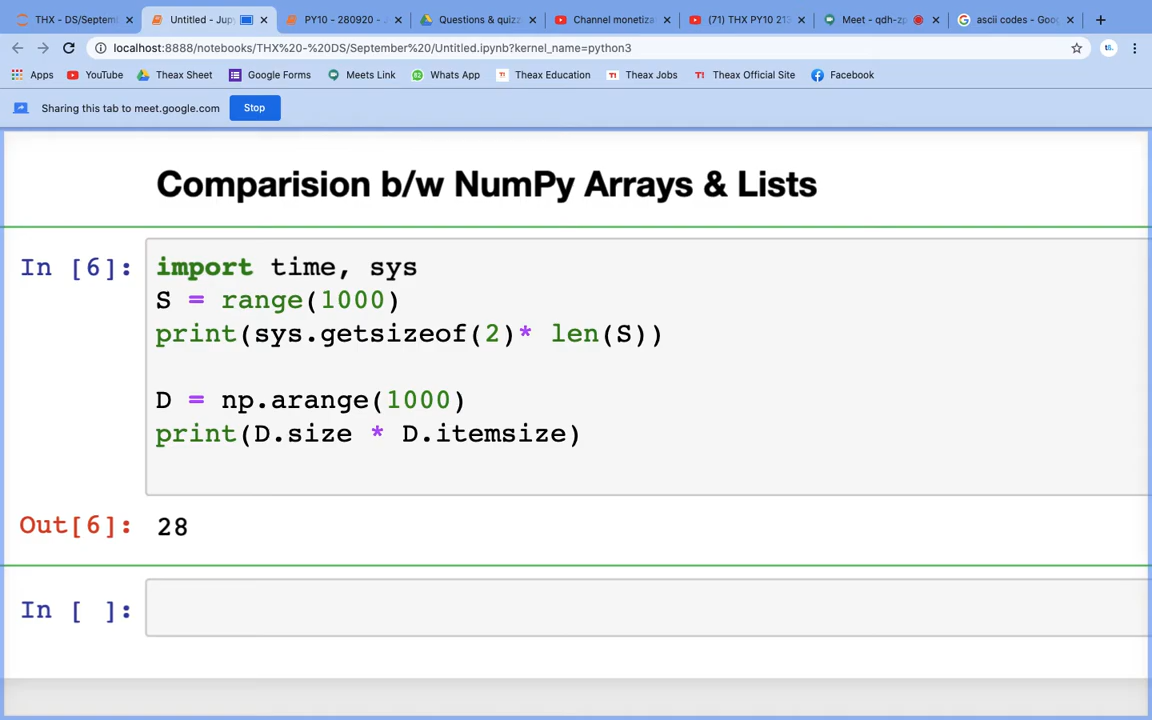 THX - DS/Septem
Untitled - Jup
PY10 - 280920 - J
Questions & quizz
Channel monetiza
(71) THX PY10 213
Meet - qdh-zp
ascii codes - Goo
localhost:8888/notebooks/THX%20-%20DS/September%20/Untitled.ipynb?kernel_name=python3
Apps
YouTube
Theax Sheet
Google Forms
Meets Link
Whats App
Theax Education
Theax Jobs
Theax Official Site
Facebook
Sharing this tab to meet.google.com
Stop
Comparision b/w NumPy Arrays & Lists
In [6]:
import time, sys
S = range(1000)
print(sys.getsizeof(2)* len(S))
D = np.arange(1000)
print(D.size * D.itemsize)
Out[6]: 28
In [ ]: